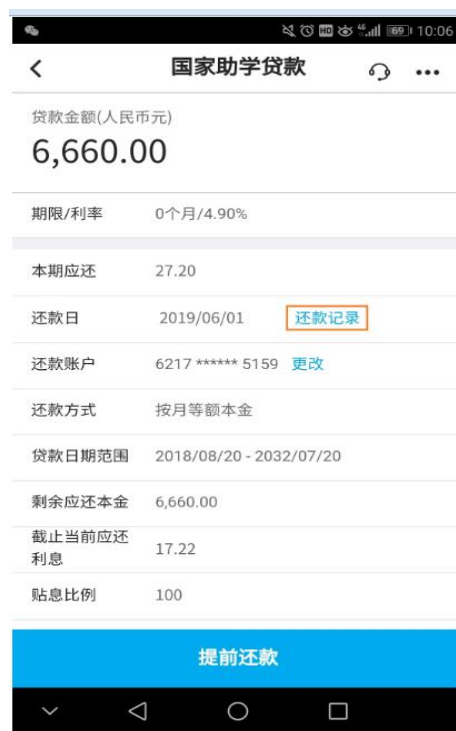 4G HD 69 10:06
国家助学贷款
贷款金额(人民币元)
6,660.00
期限/利率 0个月/4.90%
本期应还 27.20
还款日 2019/06/01 还款记录
还款账户 6217 ****** 5159 更改
还款方式 按月等额本金
贷款日期范围 2018/08/20 - 2032/07/20
剩余应还本金 6,660.00
截止当前应还
利息 17.22
贴息比例 100
提前还款